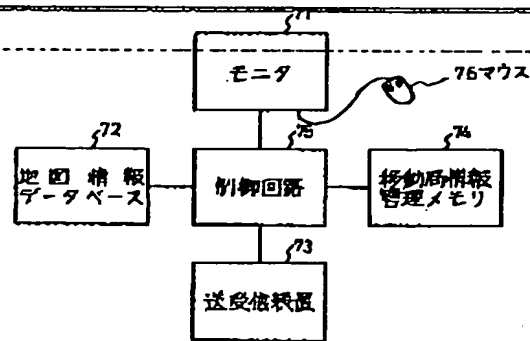 71
モニタ
76マウス
72
75
74
地図情報
データベース
制御回路
移動局情報
管理メモリ
73
送受信装置